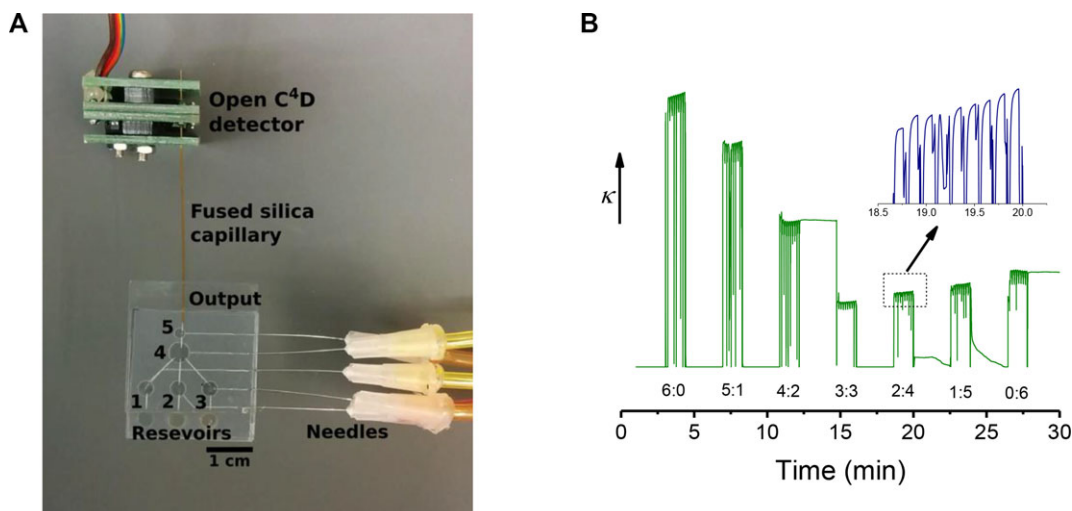 A
Open C⁴D
detector
Fused silica
capillary
Output
5
4
1 2 3
Resevoirs
Needles
1 cm
B
κ
18.5 19.0 19.5 20.0
6:0 5:1 4:2 3:3 2:4 1:5 0:6
0 5 10 15 20 25 30
Time (min)